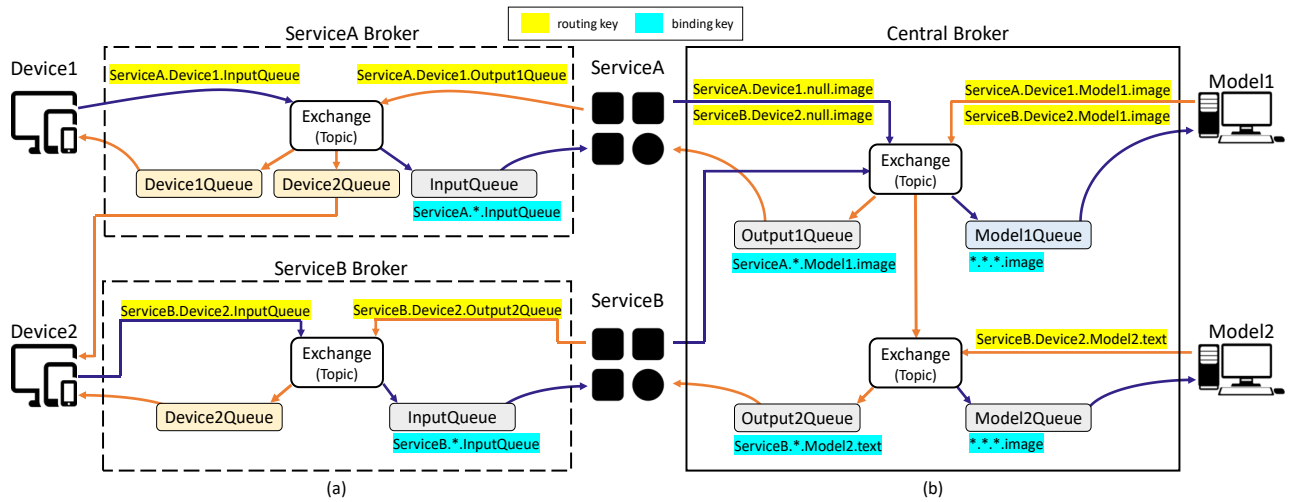 routing key
binding key
ServiceA Broker
Central Broker
Device1
ServiceA
Model1
ServiceA.Device1.InputQueue
ServiceA.Device1.Output1Queue
ServiceA.Device1.null.image
ServiceB.Device2.null.image
ServiceA.Device1.Model1.image
ServiceB.Device2.Model1.image
Exchange
(Topic)
Exchange
(Topic)
Device1Queue
Device2Queue
InputQueue
ServiceA.*.InputQueue
Output1Queue
Model1Queue
ServiceA.*.Model1.image
*.*.*.image
ServiceB Broker
Device2
ServiceB
Model2
ServiceB.Device2.InputQueue
ServiceB.Device2.Output2Queue
ServiceB.Device2.Model2.text
Exchange
(Topic)
Exchange
(Topic)
Device2Queue
InputQueue
ServiceB.*.InputQueue
Output2Queue
Model2Queue
ServiceB.*.Model2.text
*.*.*.image
(a)
(b)